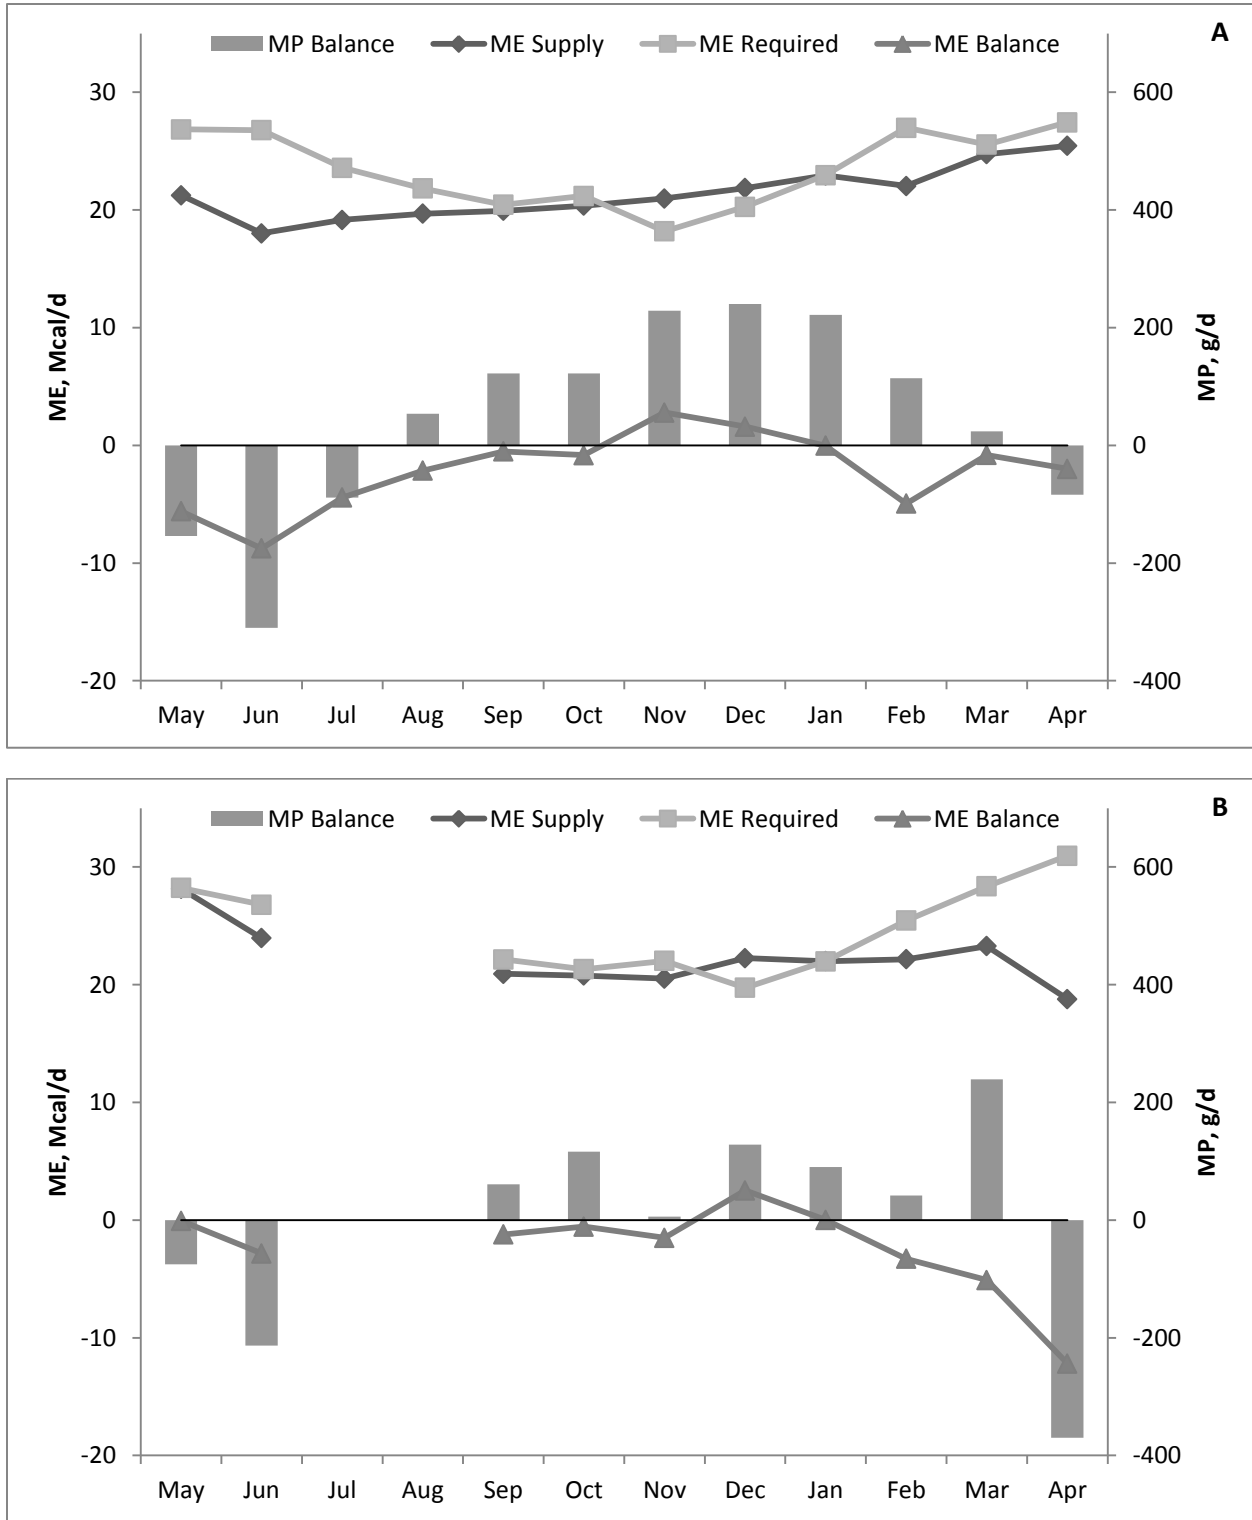 A
MP Balance ME Supply ME Required ME Balance
30 600
20 400
10 200
0 0
-10 -200
-20 -400
ME, Mcal/d
MP, g/d
May Jun Jul Aug Sep Oct Nov Dec Jan Feb Mar Apr
B
MP Balance ME Supply ME Required ME Balance
30 600
20 400
10 200
0 0
-10 -200
-20 -400
ME, Mcal/d
MP, g/d
May Jun Jul Aug Sep Oct Nov Dec Jan Feb Mar Apr